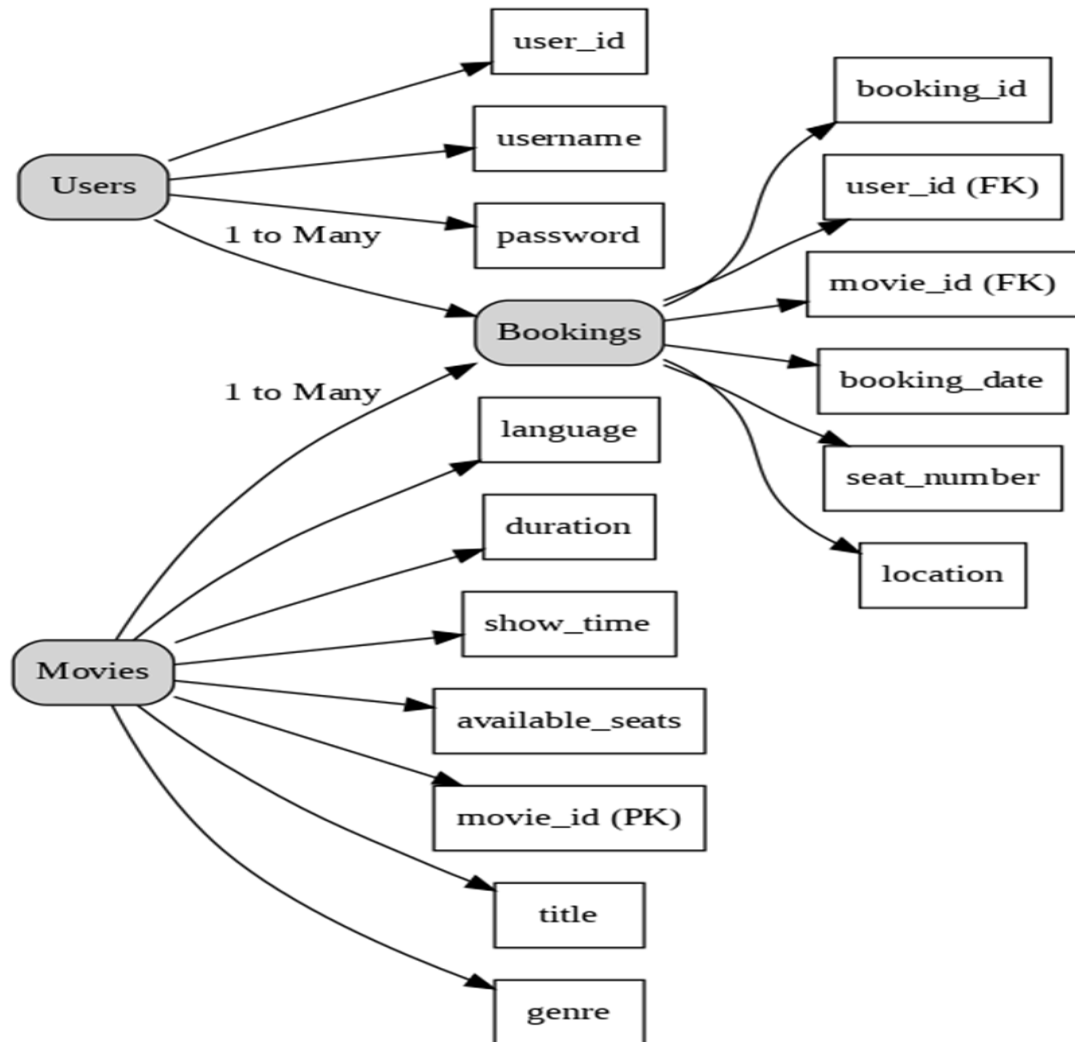 user_id
booking_id
username
Users
user_id (FK)
1 to Many
password
movie_id (FK)
Bookings
booking_date
1 to Many
language
seat_number
duration
location
show_time
Movies
available_seats
movie_id (PK)
title
genre